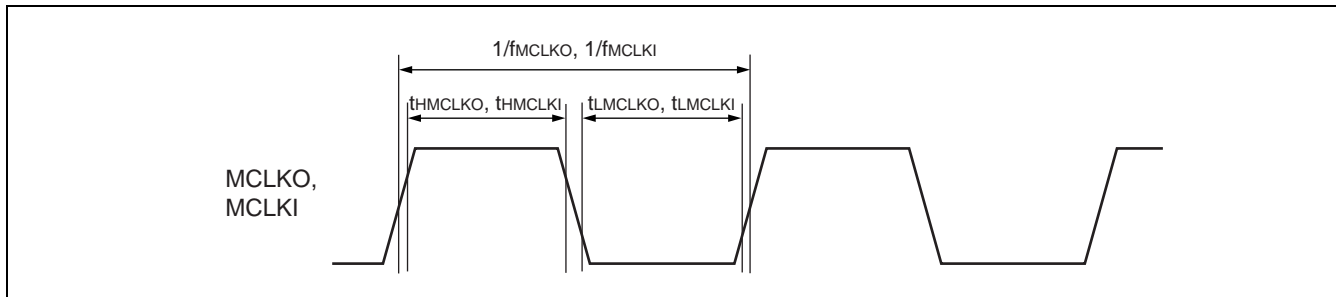 1/fMCLKO, 1/fMCLKI
tHMCLKO, tHMCLKI tLMCLKO, tLMCLKI
MCLKO,
MCLKI